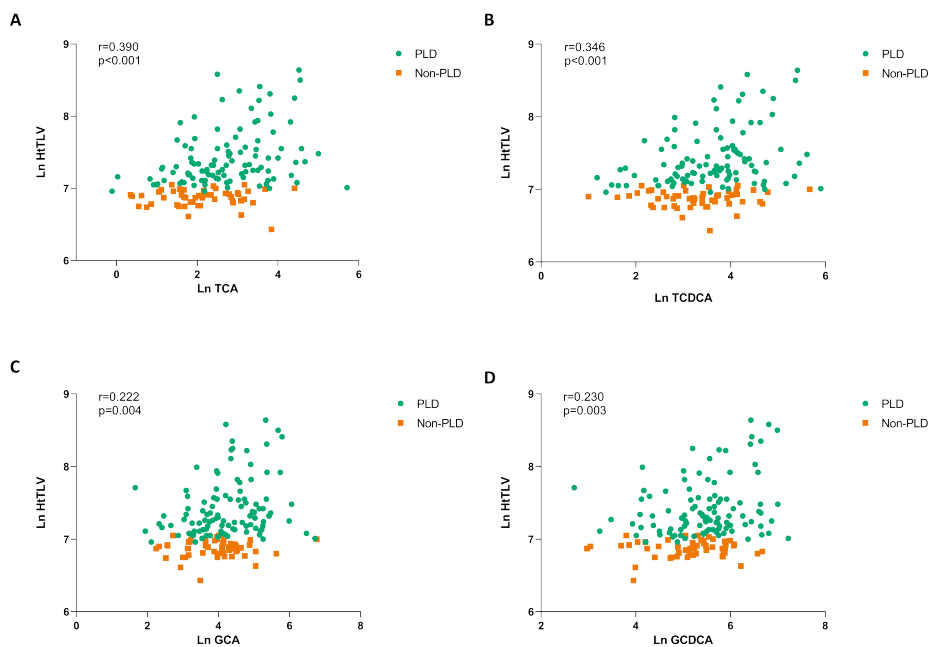 A
r=0.390
p<0.001
PLD
Non-PLD
Ln HtTLV
9
8
7
6
0
2
4
6
Ln TCA
B
r=0.346
p<0.001
PLD
Non-PLD
Ln HtTLV
9
8
7
6
0
2
4
6
Ln TCDCA
C
r=0.222
p=0.004
PLD
Non-PLD
Ln HtTLV
9
8
7
6
0
2
4
6
8
Ln GCA
D
r=0.230
p=0.003
PLD
Non-PLD
Ln HtTLV
9
8
7
6
2
4
6
8
Ln GCDCA